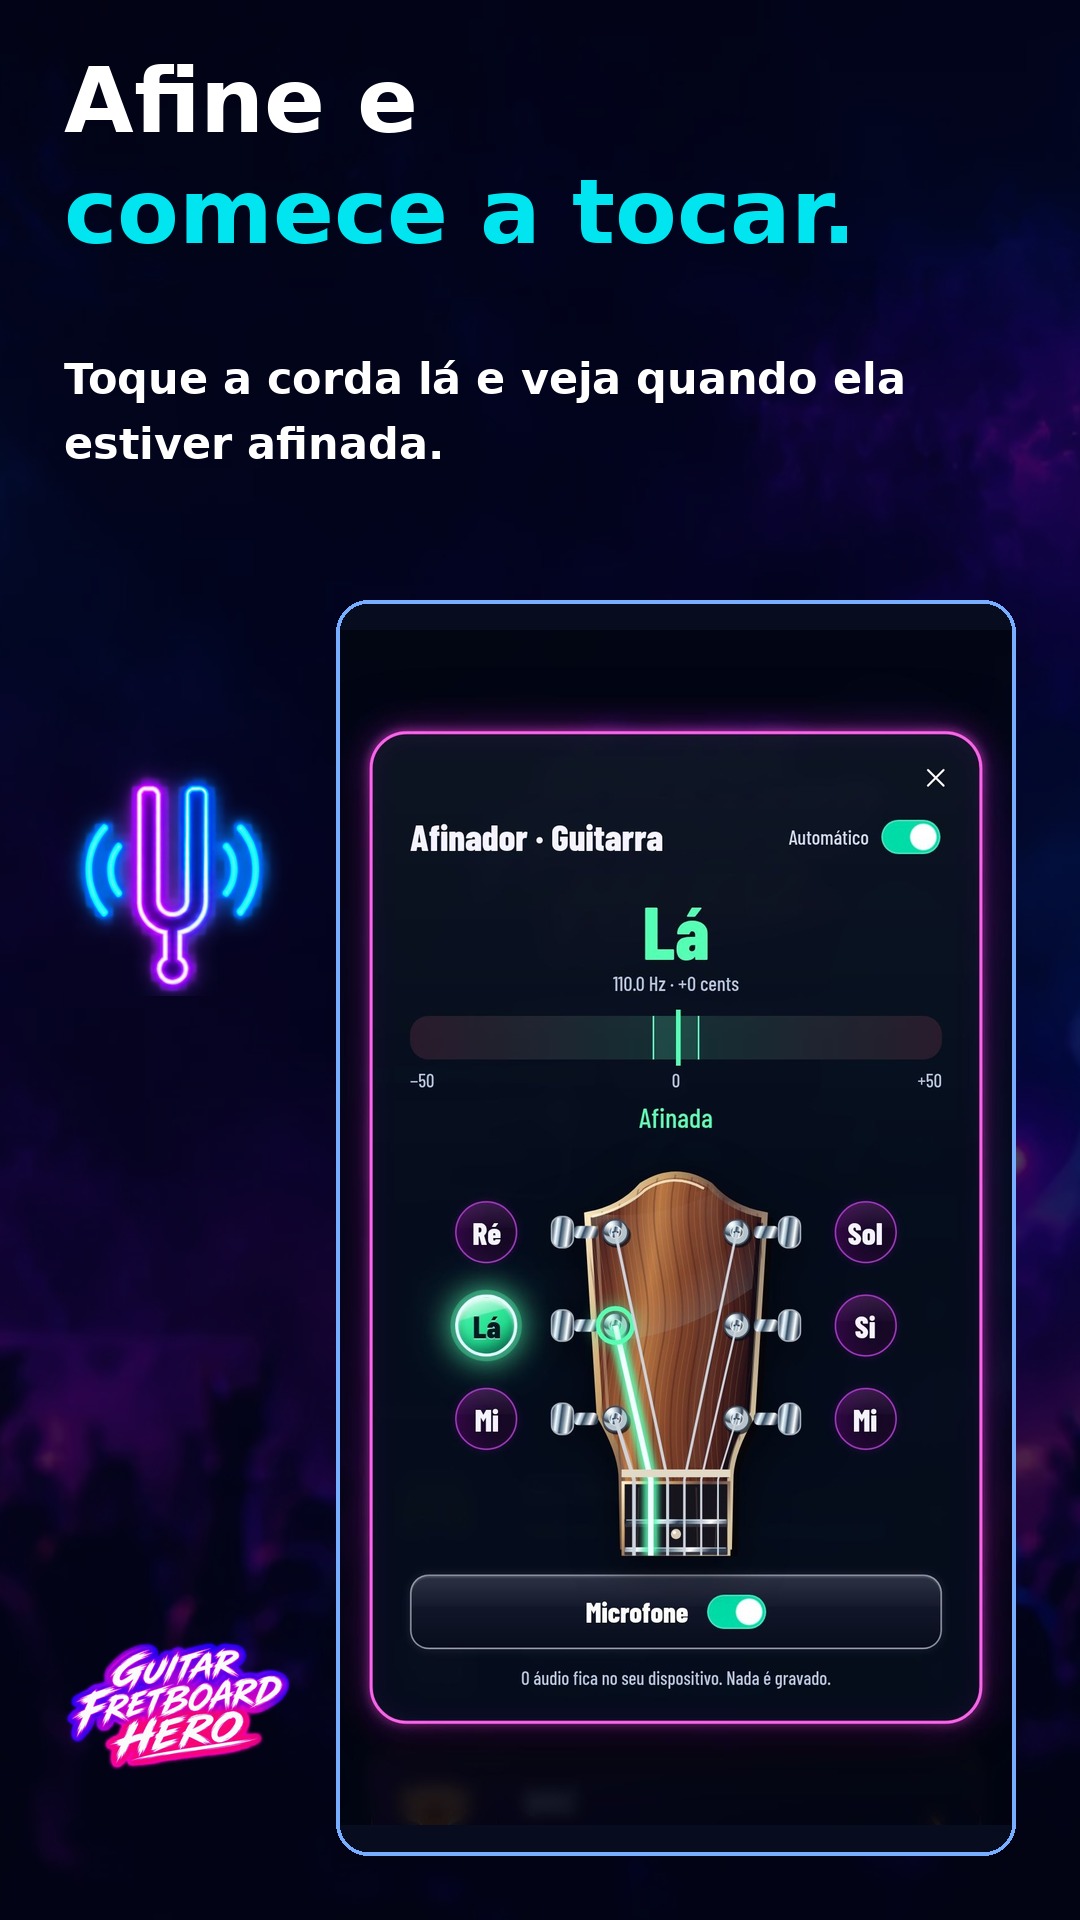 Afine e
comece a tocar.
Toque a corda lá e veja quando ela
estiver afinada.
Afinador · Guitarra
Automático
Lá
110.0 Hz · +0 cents
−50 0 +50
Afinada
Ré Sol
Lá Si
Mi Mi
Microfone
O áudio fica no seu dispositivo. Nada é gravado.
GUITAR
FRETBOARD
HERO